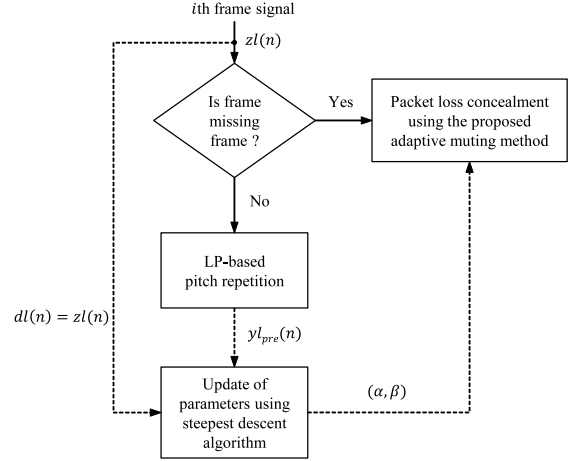 ith frame signal
zl(n)
Is frame
missing
frame ?
Yes
Packet loss concealment
using the proposed
adaptive muting method
No
LP-based
pitch repetition
dl(n) = zl(n)
yl_pre(n)
Update of
parameters using
steepest descent
algorithm
(α, β)